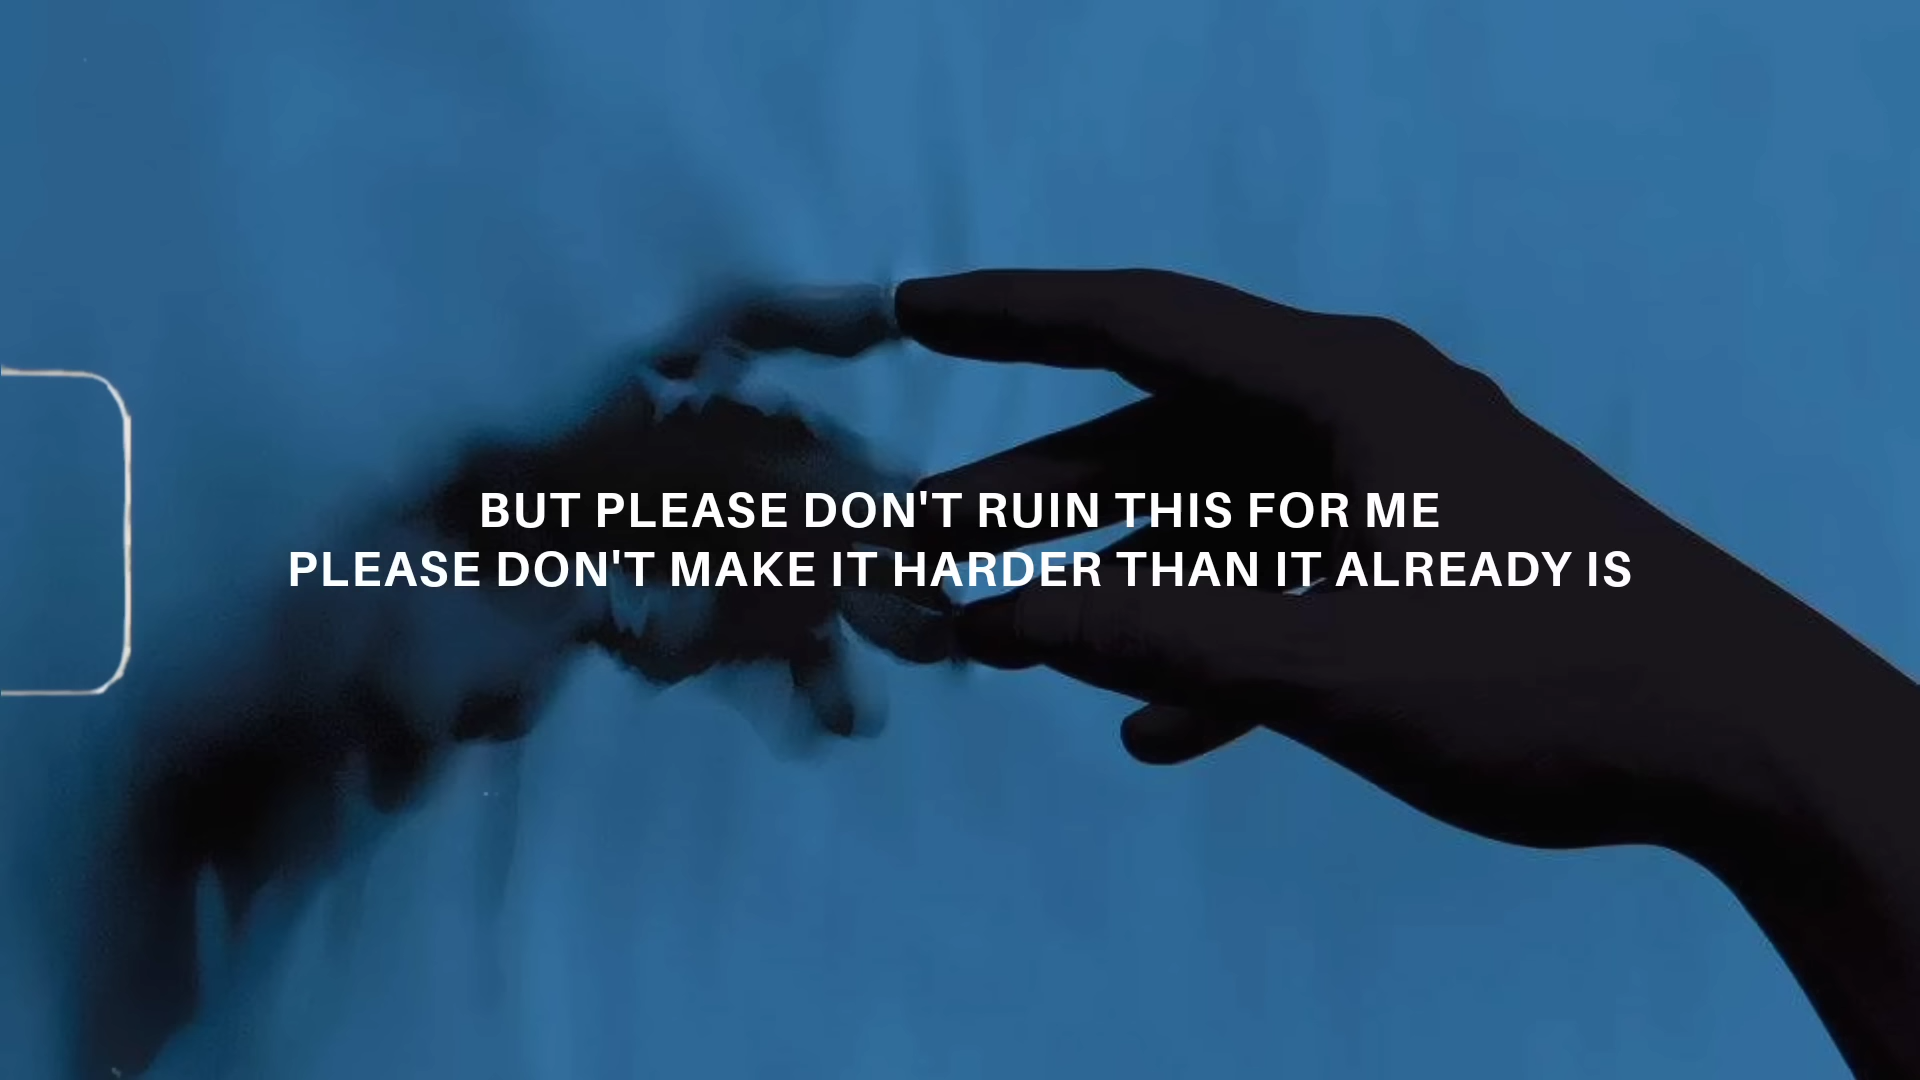 BUT PLEASE DON'T RUIN THIS FOR ME
PLEASE DON'T MAKE IT HARDER THAN IT ALREADY IS